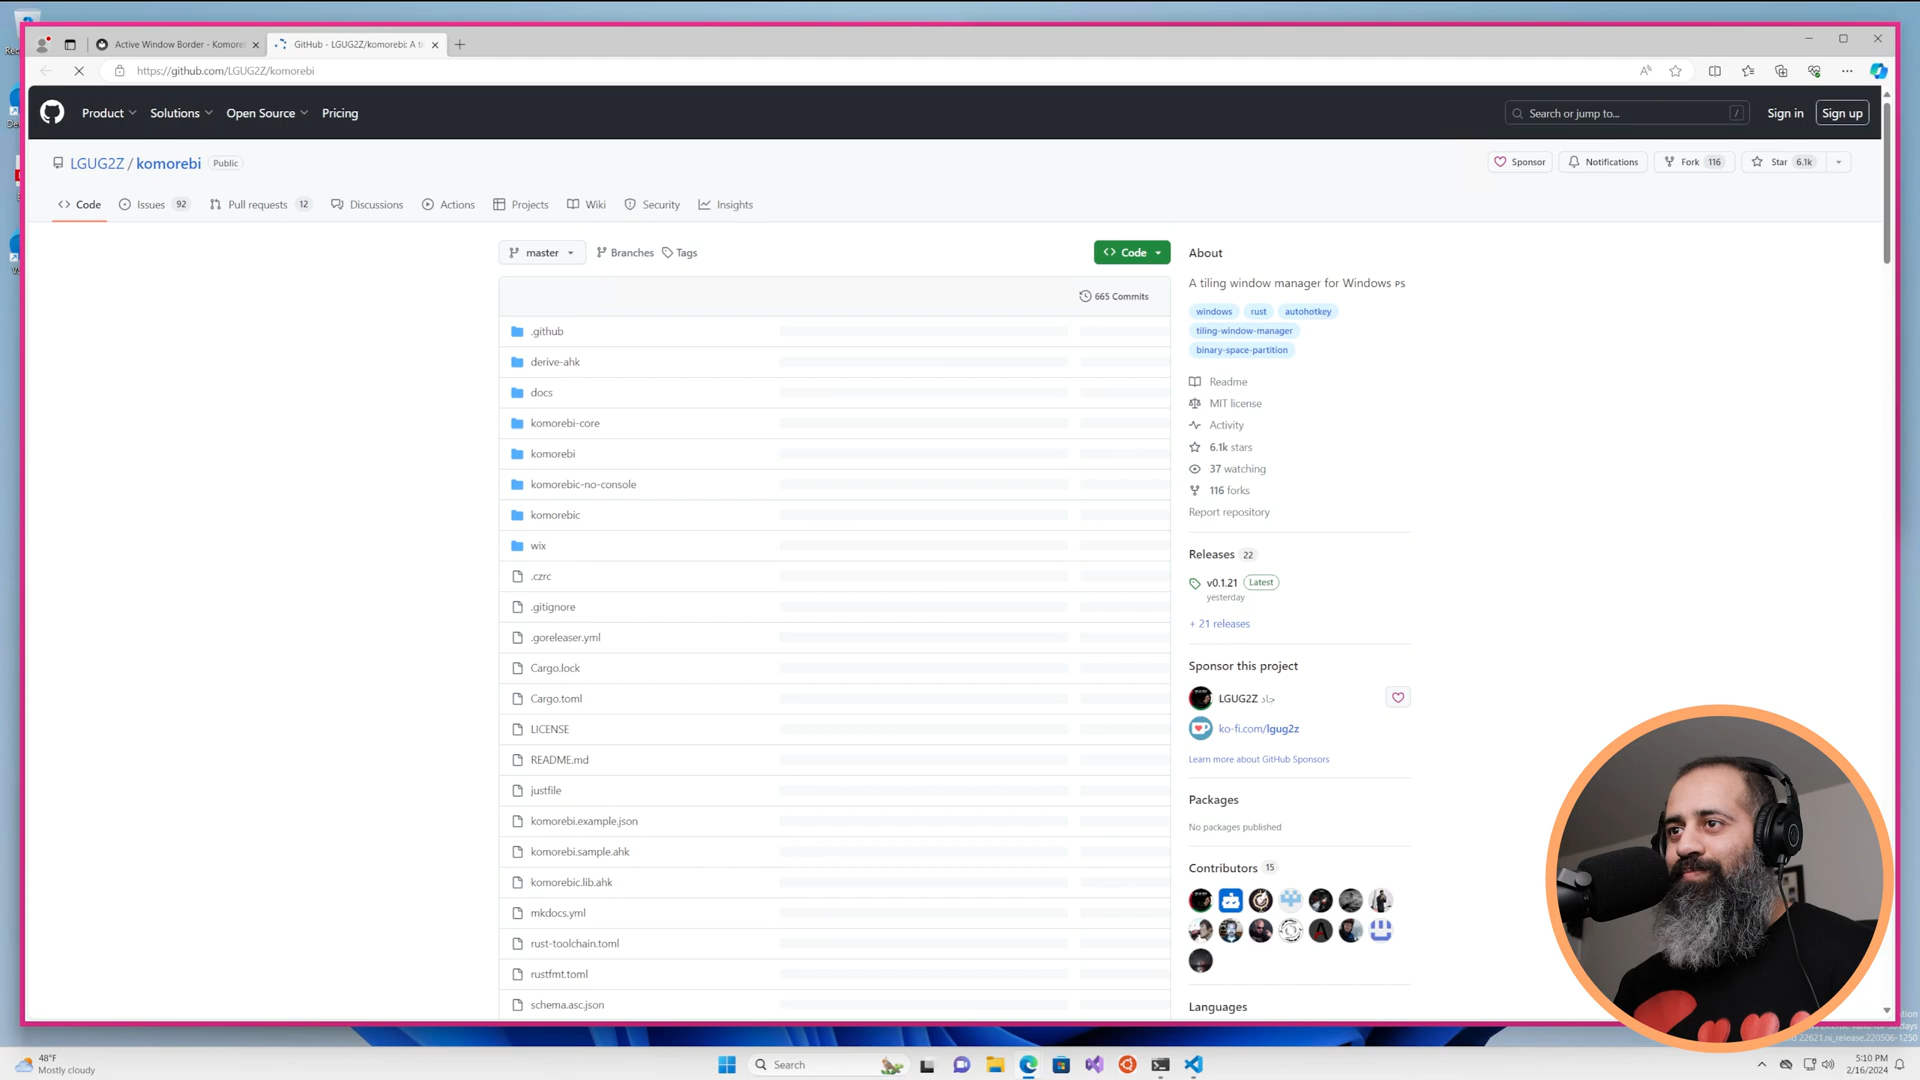 Active Window Border - Komore
GitHub - LGUG2Z/komorebi: A ti
https://github.com/LGUG2Z/komorebi
Product
Solutions
Open Source
Pricing
Search or jump to...
/
Sign in
Sign up
LGUG2Z / komorebi
Public
Sponsor
Notifications
Fork 116
Star 6.1k
Code
Issues 92
Pull requests 12
Discussions
Actions
Projects
Wiki
Security
Insights
master
Branches
Tags
Code
665 Commits
.github
derive-ahk
docs
komorebi-core
komorebi
komorebic-no-console
komorebic
wix
.czrc
.gitignore
.goreleaser.yml
Cargo.lock
Cargo.toml
LICENSE
README.md
justfile
komorebi.example.json
komorebi.sample.ahk
komorebic.lib.ahk
mkdocs.yml
rust-toolchain.toml
rustfmt.toml
schema.asc.json
About
A tiling window manager for Windows PS
windows rust autohotkey
tiling-window-manager
binary-space-partition
Readme
MIT license
Activity
6.1k stars
37 watching
116 forks
Report repository
Releases 22
v0.1.21 Latest
yesterday
+ 21 releases
Sponsor this project
LGUG2Z جاد
ko-fi.com/lgug2z
Learn more about GitHub Sponsors
Packages
No packages published
Contributors 15
Languages
22621.ni_release.220506-1250
48°F
Mostly cloudy
Search
5:10 PM
2/16/2024